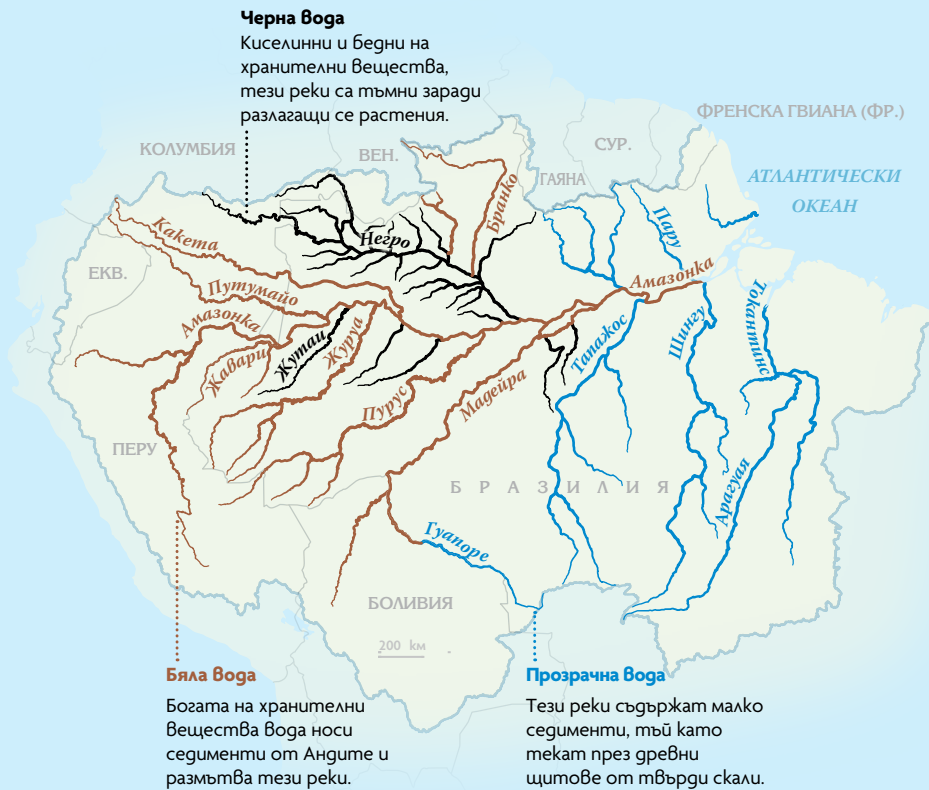 Черна вода
Киселинни и бедни на
хранителни вещества,
тези реки са тъмни заради
разлагащи се растения.
ФРЕНСКА ГВИАНА (ФР.)
КОЛУМБИЯ
ВЕН.
СУР.
ГАЯНА
АТЛАНТИЧЕСКИ
ОКЕАН
Бранко
Пару
Какета
Негро
ЕКВ.
Путумайо
Амазонка
Амазонка
Токантинс
Жавари
Жутаи
Журуа
Тапажос
Шингу
Пурус
Мадейра
ПЕРУ
БРАЗИЛИЯ
Арагуая
Гуапоре
БОЛИВИЯ
200 км
Бяла вода
Богата на хранителни
вещества вода носи
седименти от Андите и
размътва тези реки.
Прозрачна вода
Тези реки съдържат малко
седименти, тъй като
текат през древни
щитове от твърди скали.